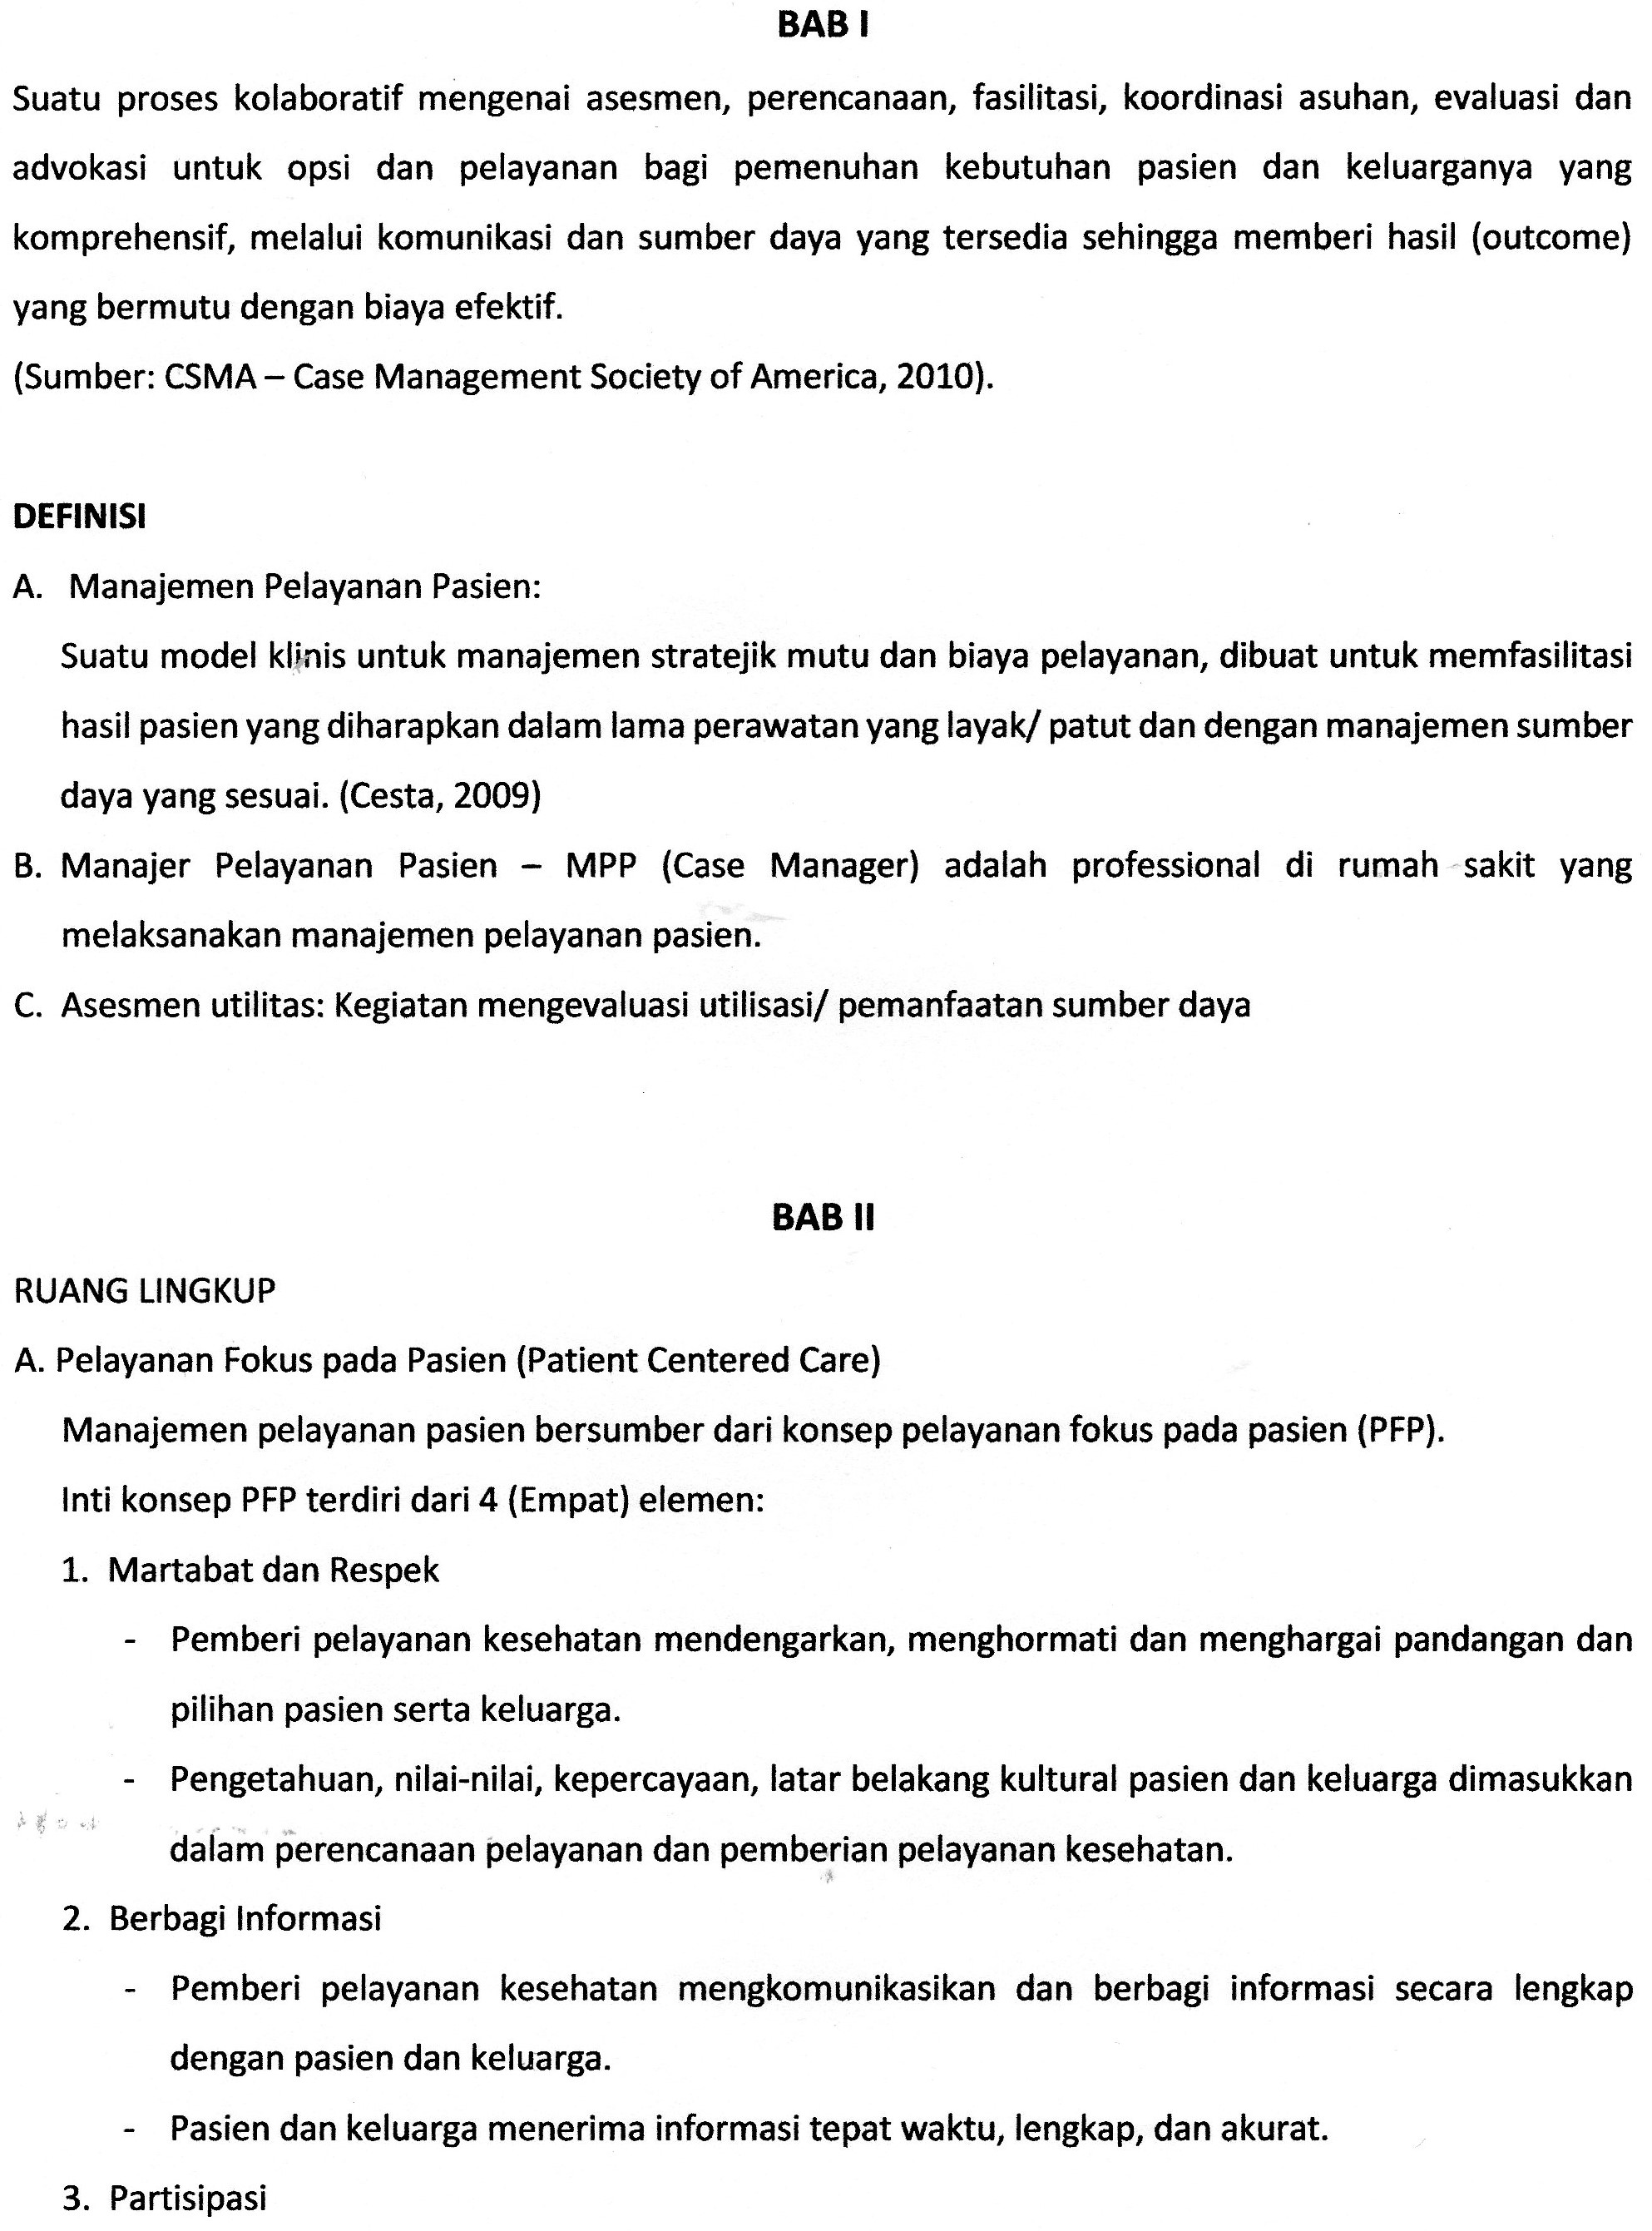 BAB I
Suatu proses kolaboratif mengenai asesmen, perencanaan, fasilitasi, koordinasi asuhan, evaluasi dan
advokasi untuk opsi dan pelayanan bagi pemenuhan kebutuhan pasien dan keluarganya yang
komprehensif, melalui komunikasi dan sumber daya yang tersedia sehingga memberi hasil (outcome)
yang bermutu dengan biaya efektif.
(Sumber: CSMA – Case Management Society of America, 2010).
DEFINISI
A. Manajemen Pelayanan Pasien:
Suatu model klinis untuk manajemen stratejik mutu dan biaya pelayanan, dibuat untuk memfasilitasi
hasil pasien yang diharapkan dalam lama perawatan yang layak/ patut dan dengan manajemen sumber
daya yang sesuai. (Cesta, 2009)
B. Manajer Pelayanan Pasien – MPP (Case Manager) adalah professional di rumah sakit yang
melaksanakan manajemen pelayanan pasien.
C. Asesmen utilitas: Kegiatan mengevaluasi utilisasi/ pemanfaatan sumber daya
BAB II
RUANG LINGKUP
A. Pelayanan Fokus pada Pasien (Patient Centered Care)
Manajemen pelayanan pasien bersumber dari konsep pelayanan fokus pada pasien (PFP).
Inti konsep PFP terdiri dari 4 (Empat) elemen:
1. Martabat dan Respek
- Pemberi pelayanan kesehatan mendengarkan, menghormati dan menghargai pandangan dan
pilihan pasien serta keluarga.
- Pengetahuan, nilai-nilai, kepercayaan, latar belakang kultural pasien dan keluarga dimasukkan
dalam perencanaan pelayanan dan pemberian pelayanan kesehatan.
2. Berbagi Informasi
- Pemberi pelayanan kesehatan mengkomunikasikan dan berbagi informasi secara lengkap
dengan pasien dan keluarga.
- Pasien dan keluarga menerima informasi tepat waktu, lengkap, dan akurat.
3. Partisipasi